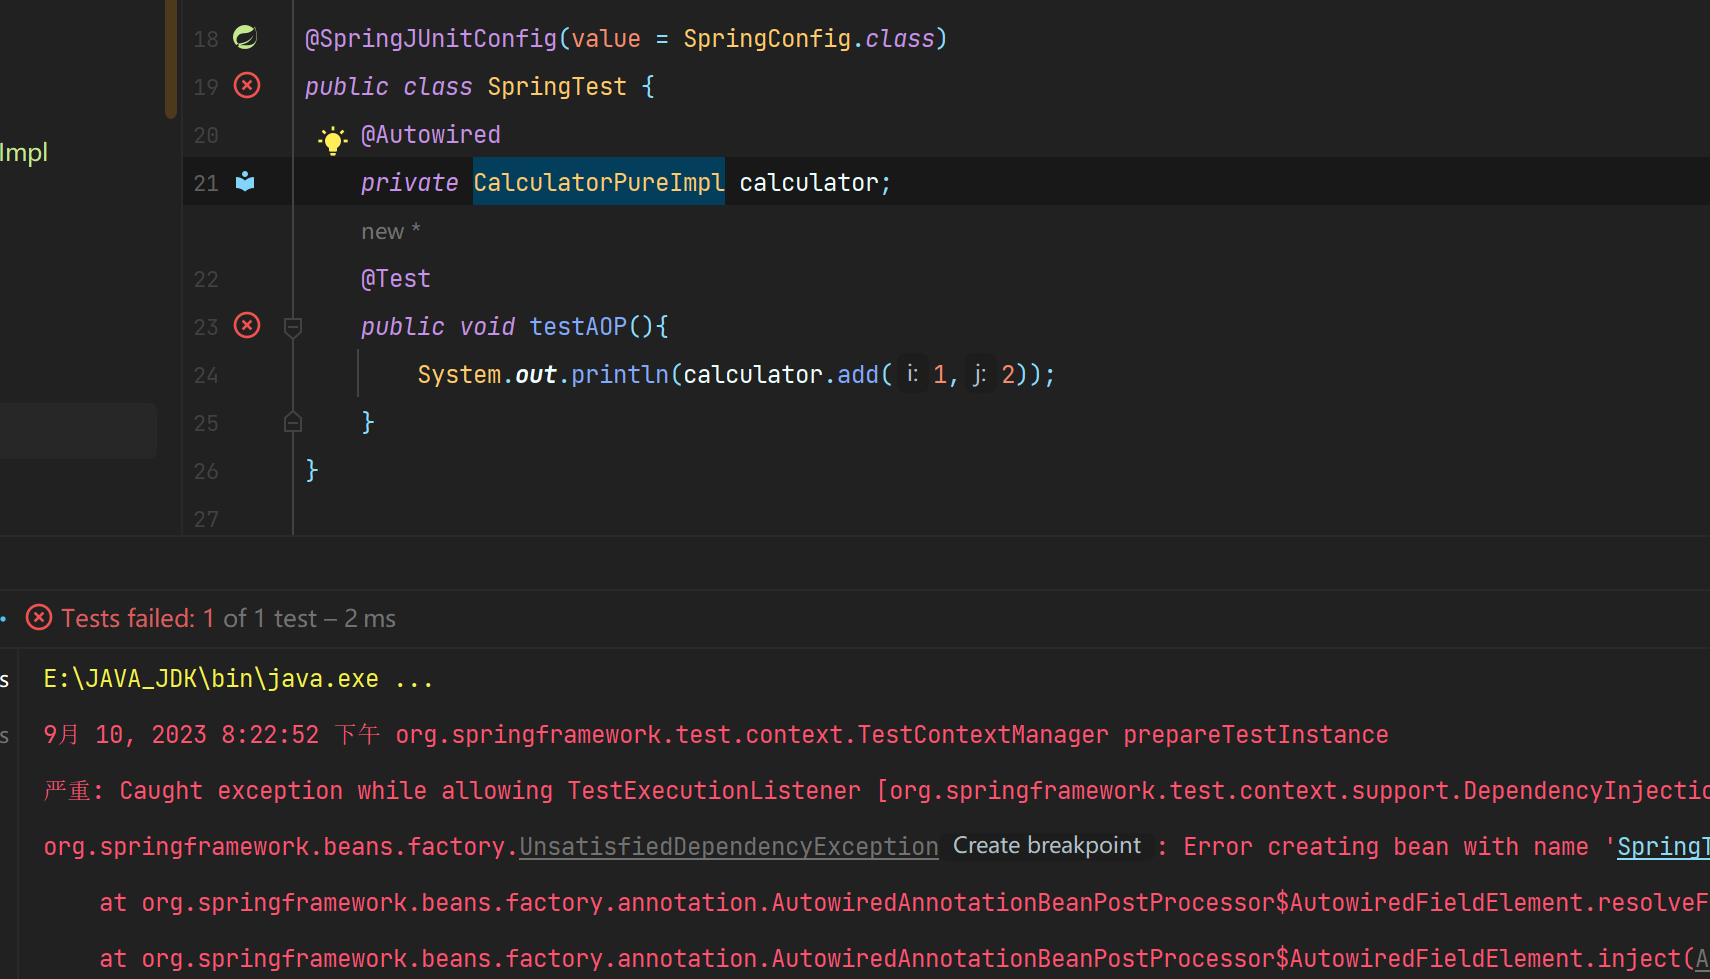 18 @SpringJUnitConfig(value = SpringConfig.class)
19 public class SpringTest {
20 @Autowired
Impl
21 private CalculatorPureImpl calculator;
new *
22 @Test
23 public void testAOP(){
24 System.out.println(calculator.add( i: 1, j: 2));
25 }
26 }
27
Tests failed: 1 of 1 test – 2 ms
s E:\JAVA_JDK\bin\java.exe ...
s 9月 10, 2023 8:22:52 下午 org.springframework.test.context.TestContextManager prepareTestInstance
严重: Caught exception while allowing TestExecutionListener [org.springframework.test.context.support.DependencyInjectio
org.springframework.beans.factory.UnsatisfiedDependencyException Create breakpoint : Error creating bean with name 'SpringT
at org.springframework.beans.factory.annotation.AutowiredAnnotationBeanPostProcessor$AutowiredFieldElement.resolveF
at org.springframework.beans.factory.annotation.AutowiredAnnotationBeanPostProcessor$AutowiredFieldElement.inject(A